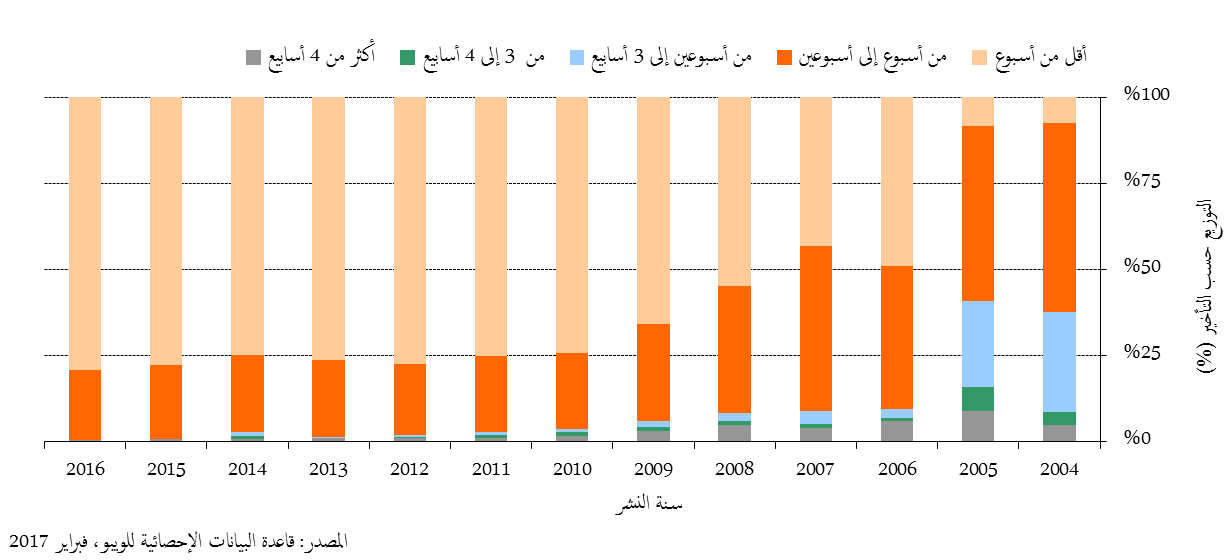 أقل من أسبوع من أسبوع إلى أسبوعين من أسبوعين إلى 3 أسابيع من 3 إلى 4 أسابيع أكثر من 4 أسابيع
%100
%75
%50
%25
%0
التوزيع حسب التأخير (%)
2016 2015 2014 2013 2012 2011 2010 2009 2008 2007 2006 2005 2004
سنة النشر
المصدر: قاعدة البيانات الإحصائية للويبو، فبراير 2017